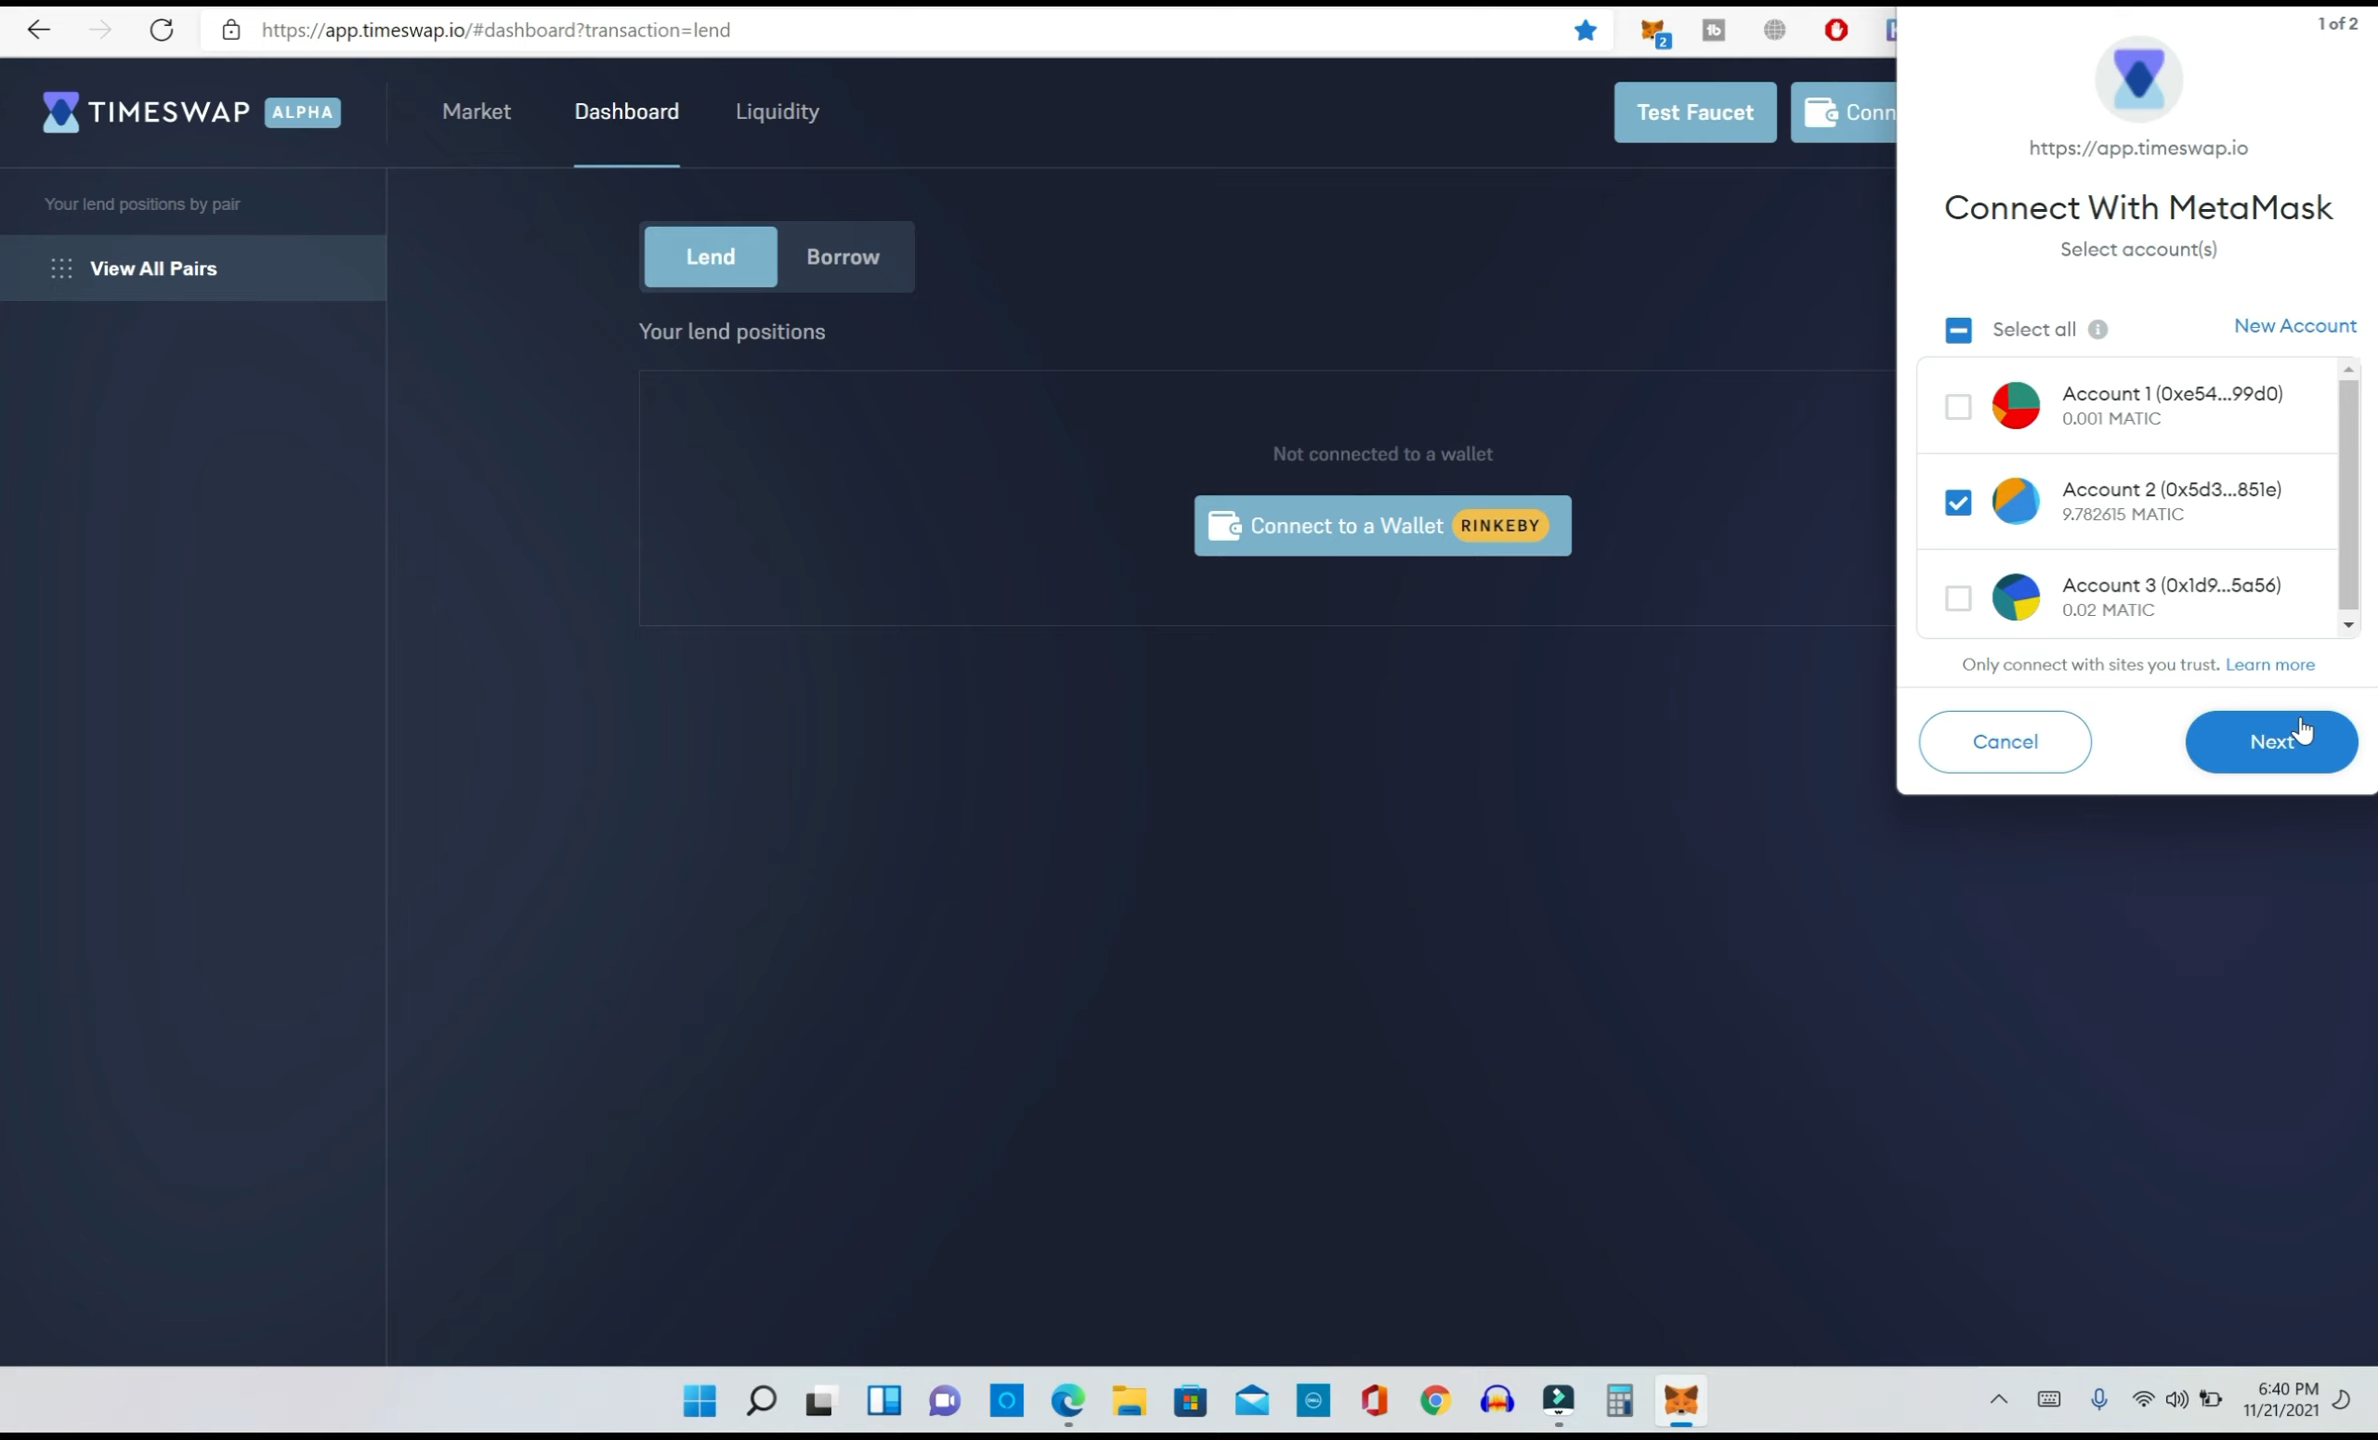 https://app.timeswap.io/#dashboard?transaction=lend
2
1 of 2
TIMESWAP ALPHA
Market
Dashboard
Liquidity
Test Faucet
Conn
https://app.timeswap.io
Connect With MetaMask
Select account(s)
Your lend positions by pair
View All Pairs
Lend
Borrow
Your lend positions
Not connected to a wallet
Connect to a Wallet RINKEBY
Select all
New Account
Account 1 (0xe54...99d0)
0.001 MATIC
Account 2 (0x5d3...851e)
9.782615 MATIC
Account 3 (0x1d9...5a56)
0.02 MATIC
Only connect with sites you trust. Learn more
Cancel
Next
6:40 PM
11/21/2021